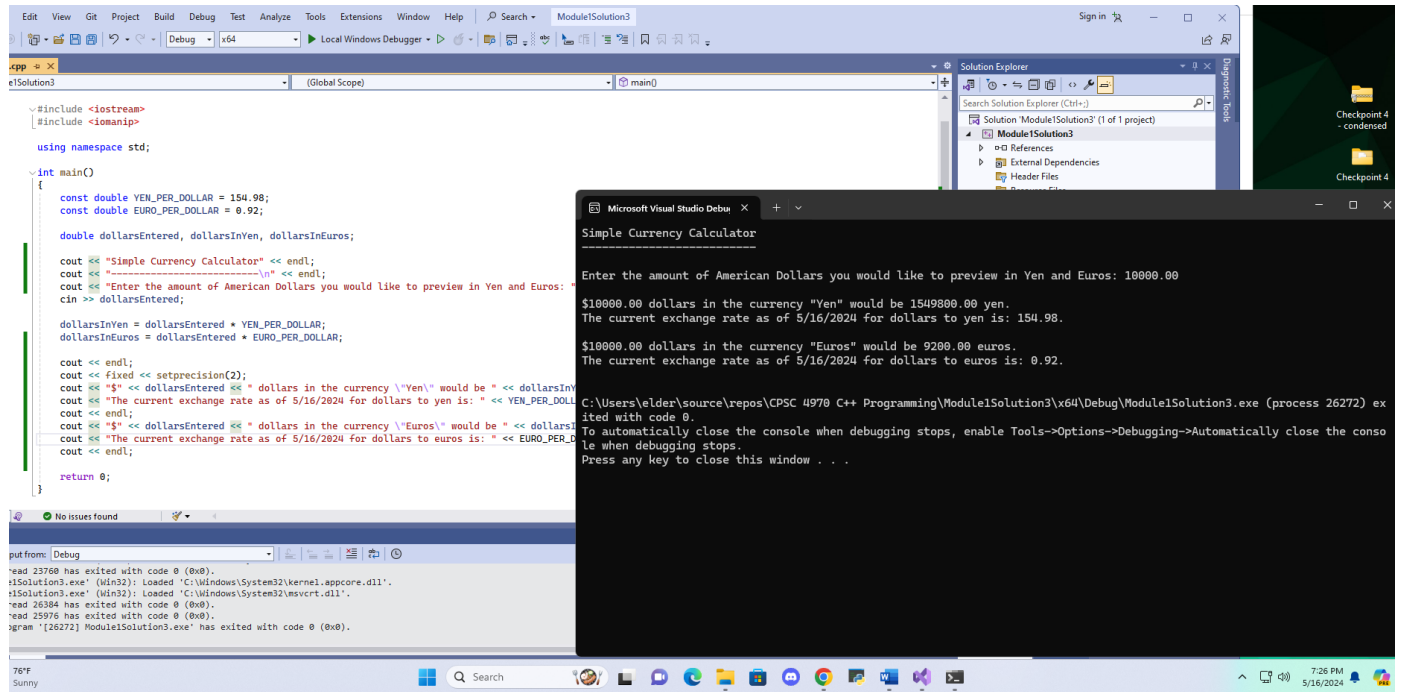 Edit View Git Project Build Debug Test Analyze Tools Extensions Window Help Search Module1Solution3 Sign in
Debug x64 Local Windows Debugger
.cpp
e1Solution3 (Global Scope) main()
#include <iostream>
#include <iomanip>
using namespace std;
int main()
{
const double YEN_PER_DOLLAR = 154.98;
const double EURO_PER_DOLLAR = 0.92;
double dollarsEntered, dollarsInYen, dollarsInEuros;
cout << "Simple Currency Calculator" << endl;
cout << "--------------------------\n" << endl;
cout << "Enter the amount of American Dollars you would like to preview in Yen and Euros: "
cin >> dollarsEntered;
dollarsInYen = dollarsEntered * YEN_PER_DOLLAR;
dollarsInEuros = dollarsEntered * EURO_PER_DOLLAR;
cout << endl;
cout << fixed << setprecision(2);
cout << "$" << dollarsEntered << " dollars in the currency \"Yen\" would be " << dollarsInY
cout << "The current exchange rate as of 5/16/2024 for dollars to yen is: " << YEN_PER_DOLL
cout << endl;
cout << "$" << dollarsEntered << " dollars in the currency \"Euros\" would be " << dollarsI
cout << "The current exchange rate as of 5/16/2024 for dollars to euros is: " << EURO_PER_D
cout << endl;
return 0;
}
No issues found
put from: Debug
read 23760 has exited with code 0 (0x0).
e1Solution3.exe' (Win32): Loaded 'C:\Windows\System32\kernel.appcore.dll'.
e1Solution3.exe' (Win32): Loaded 'C:\Windows\System32\msvcrt.dll'.
read 26384 has exited with code 0 (0x0).
read 25976 has exited with code 0 (0x0).
ogram '[26272] Module1Solution3.exe' has exited with code 0 (0x0).
Solution Explorer
Search Solution Explorer (Ctrl+;)
Solution 'Module1Solution3' (1 of 1 project)
Module1Solution3
References
External Dependencies
Header Files
Diagnostic Tools
Checkpoint 4
- condensed
Checkpoint 4
Microsoft Visual Studio Debu
Simple Currency Calculator
--------------------------
Enter the amount of American Dollars you would like to preview in Yen and Euros: 10000.00
$10000.00 dollars in the currency "Yen" would be 1549800.00 yen.
The current exchange rate as of 5/16/2024 for dollars to yen is: 154.98.
$10000.00 dollars in the currency "Euros" would be 9200.00 euros.
The current exchange rate as of 5/16/2024 for dollars to euros is: 0.92.
C:\Users\elder\source\repos\CPSC 4970 C++ Programming\Module1Solution3\x64\Debug\Module1Solution3.exe (process 26272) ex
ited with code 0.
To automatically close the console when debugging stops, enable Tools->Options->Debugging->Automatically close the conso
le when debugging stops.
Press any key to close this window . . .
76°F
Sunny
Search
7:26 PM
5/16/2024